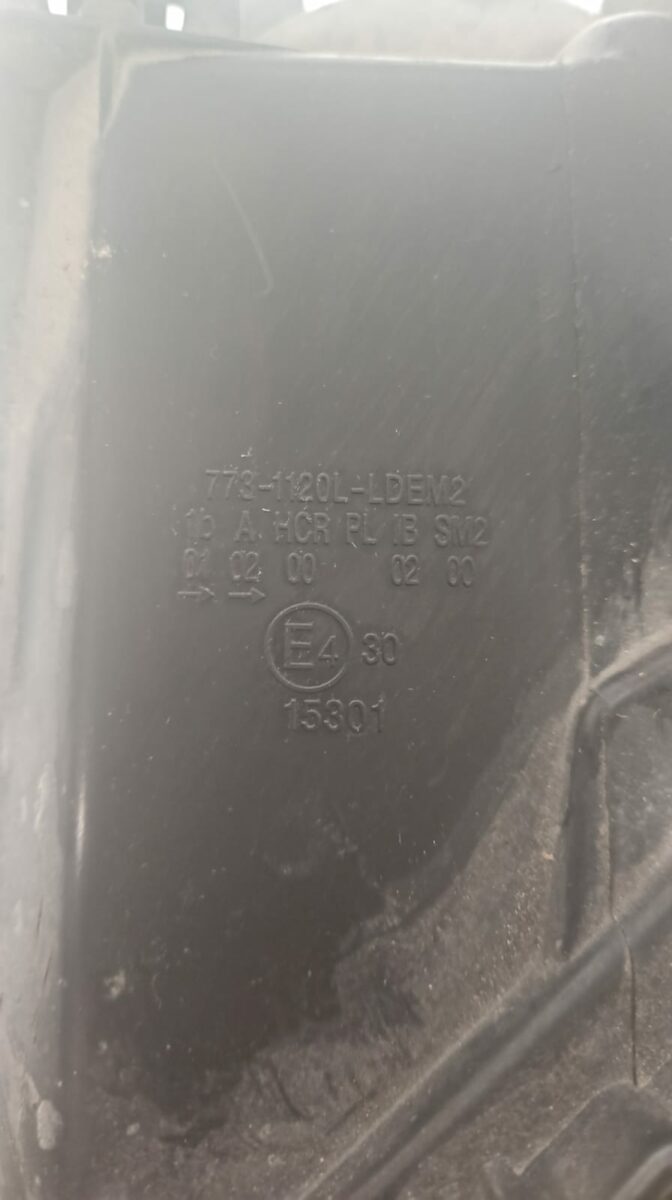 773-1120L-LDEM2
1b A HCR PL IB SM2
01 02 00 02 00
→ →
E4 30
15301